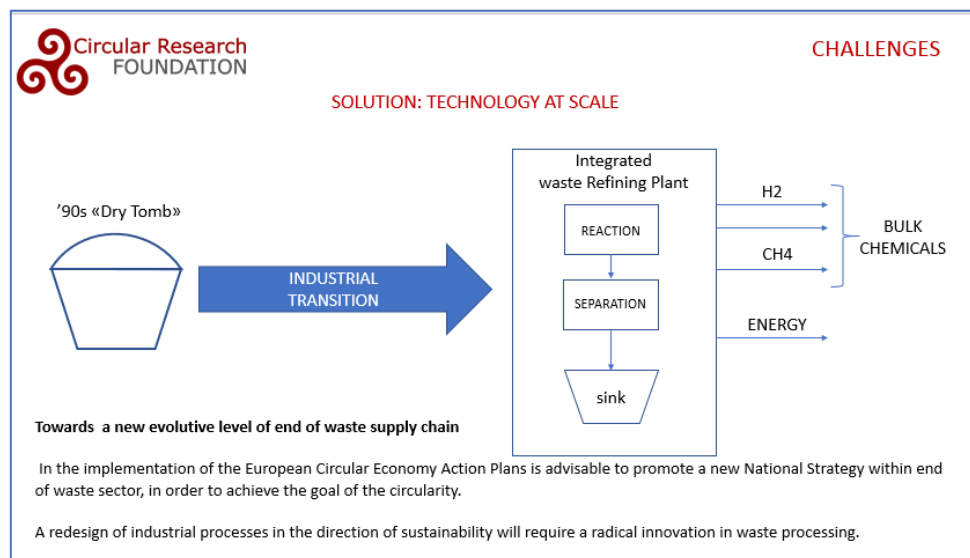 Circular Research
FOUNDATION
CHALLENGES
SOLUTION: TECHNOLOGY AT SCALE
'90s «Dry Tomb»
INDUSTRIAL
TRANSITION
Integrated
waste Refining Plant
REACTION
SEPARATION
sink
H2
CH4
ENERGY
BULK
CHEMICALS
Towards a new evolutive level of end of waste supply chain
In the implementation of the European Circular Economy Action Plans is advisable to promote a new National Strategy within end
of waste sector, in order to achieve the goal of the circularity.
A redesign of industrial processes in the direction of sustainability will require a radical innovation in waste processing.